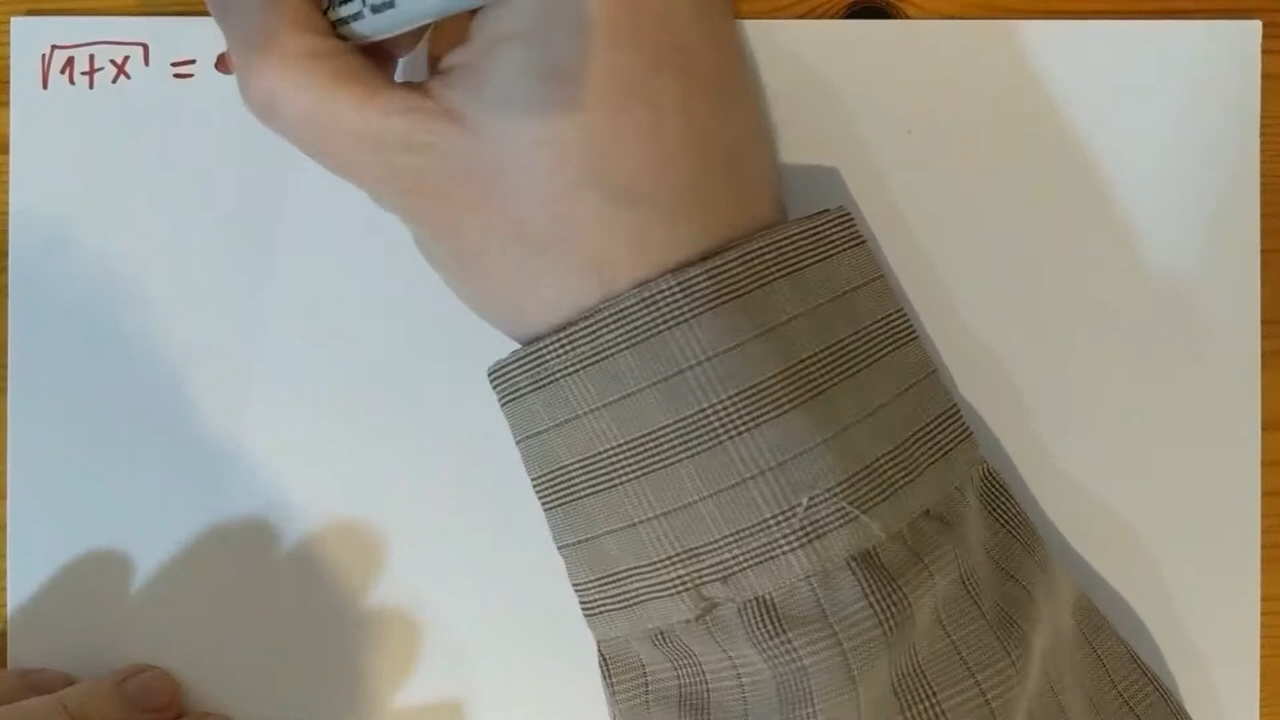 √1+x =